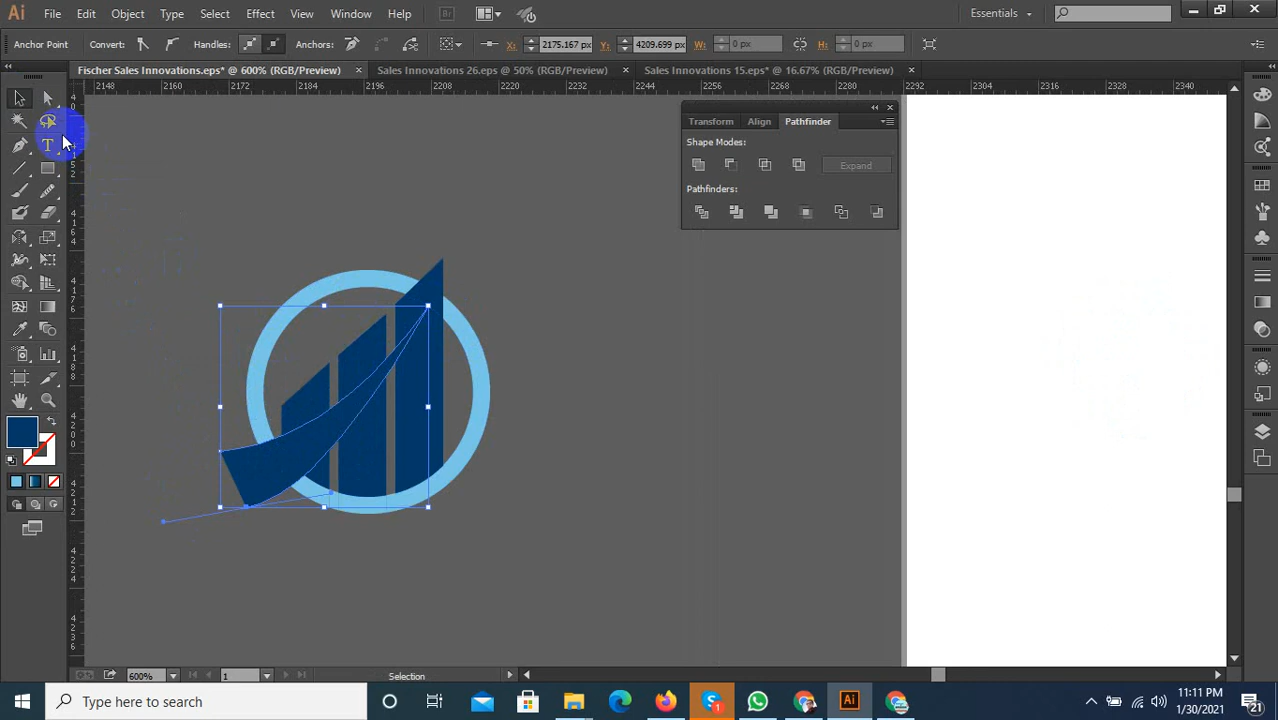 Ai File Edit Object Type Select Effect View Window Help Br Essentials
Anchor Point Convert: Handles: Anchors: X: 2175.167 px Y: 4209.699 px W: 0 px H: 0 px
Fischer Sales Innovations.eps* @ 600% (RGB/Preview) × Sales Innovations 26.eps @ 50% (RGB/Preview) × Sales Innovations 15.eps* @ 16.67% (RGB/Preview) ×
2148 2160 2172 2184 2196 2208 2220 2232 2244 2256 2268 2280 2292 2304 2316 2328
Transform Align Pathfinder
Shape Modes:
Expand
Pathfinders:
T
600% 1 Selection
Type here to search
S 1 Ai
11:11 PM
1/30/2021
21